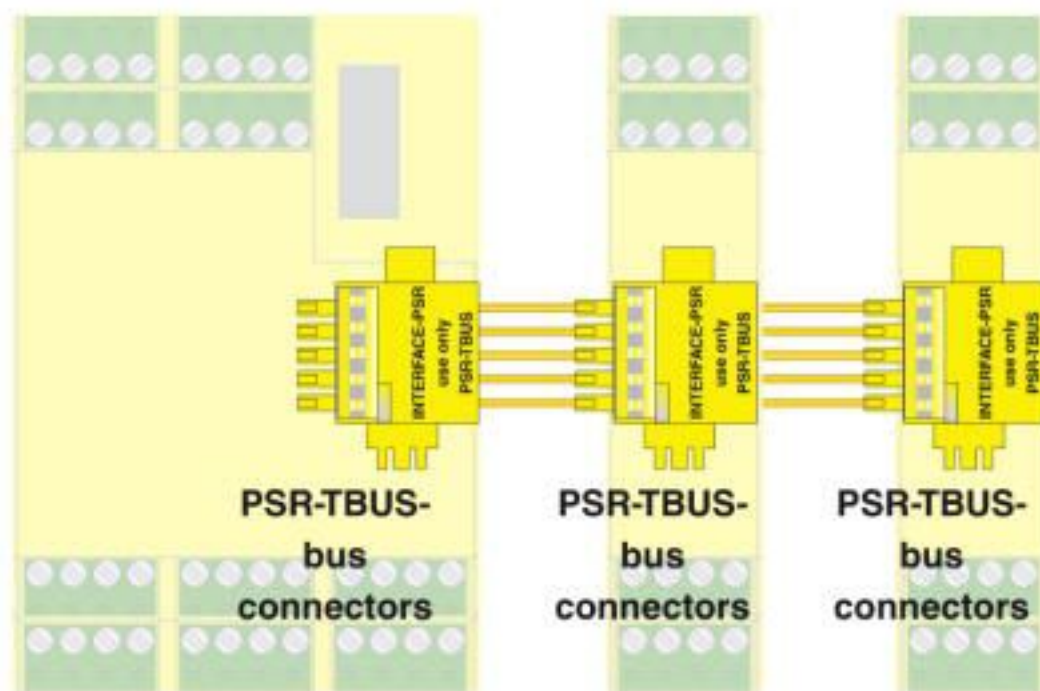 INTERFACE-PSR
use only
PSR-TBUS
INTERFACE-PSR
use only
PSR-TBUS
INTERFACE-PSR
use only
PSR-TBUS
PSR-TBUS-
bus
connectors
PSR-TBUS-
bus
connectors
PSR-TBUS-
bus
connectors